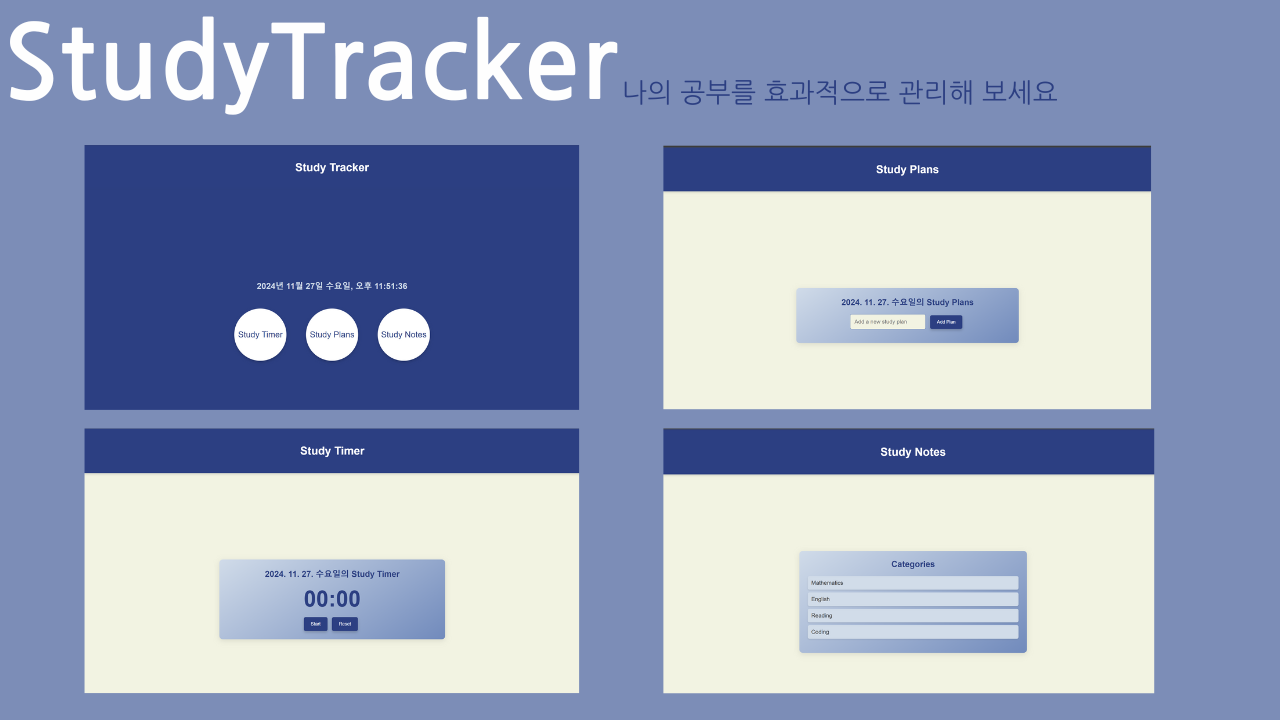 StudyTracker 나의 공부를 효과적으로 관리해 보세요
Study Tracker
2024년 11월 27일 수요일, 오후 11:51:36
Study Timer Study Plans Study Notes
Study Plans
2024. 11. 27. 수요일의 Study Plans
Add a new study plan Add Plan
Study Timer
2024. 11. 27. 수요일의 Study Timer
00:00
Start Reset
Study Notes
Categories
Mathematics
English
Reading
Coding